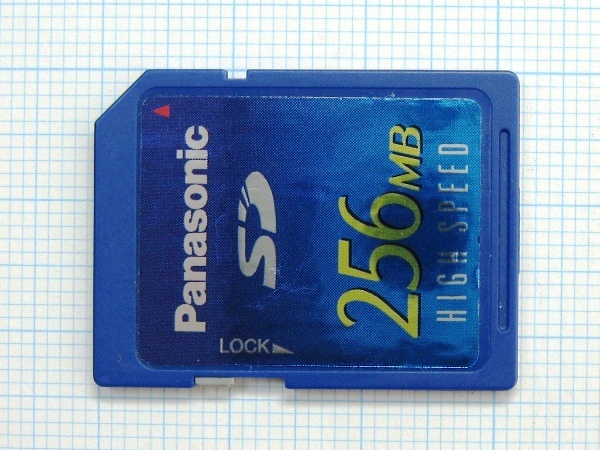 Panasonic
SD
256MB
HIGH SPEED
LOCK